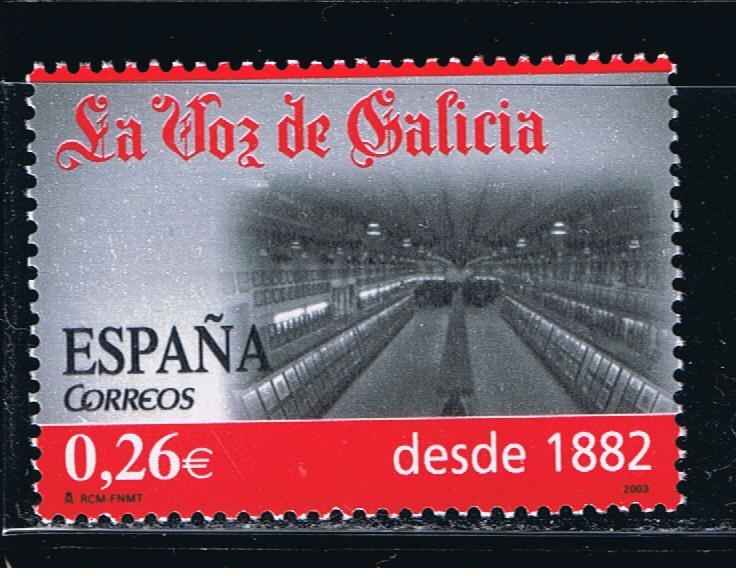 La Voz de Galicia
ESPAÑA
CORREOS
0,26€
desde 1882
RCM-FNMT
2003